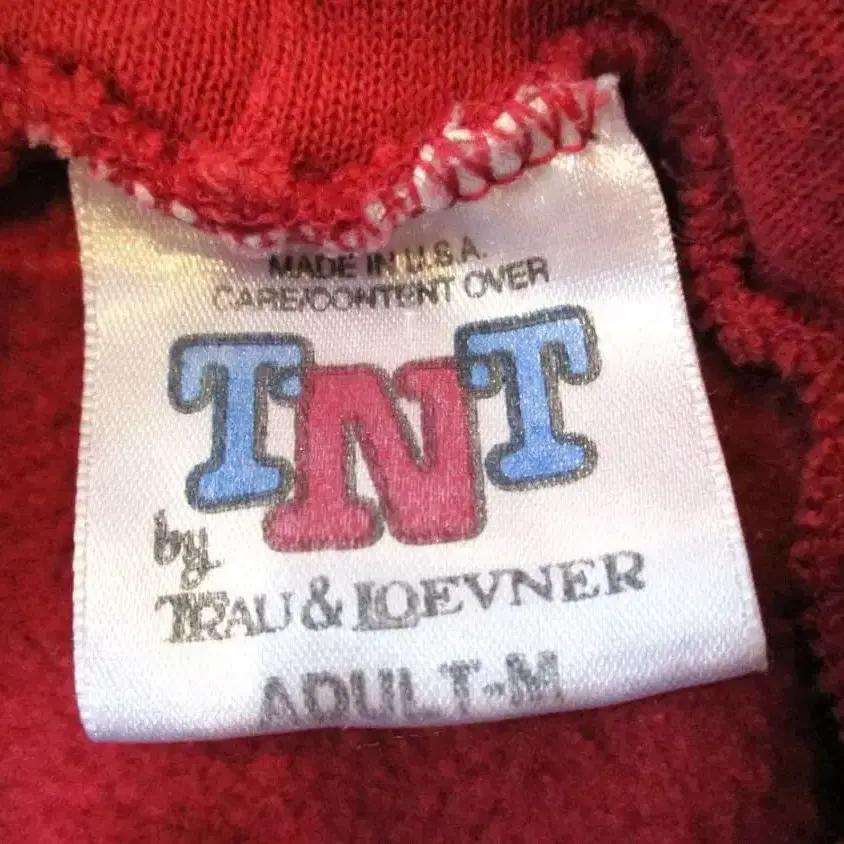 MADE IN U.S.A.
CARE/CONTENT OVER
TNT
by
TRAU & LOEVNER
ADULT-M